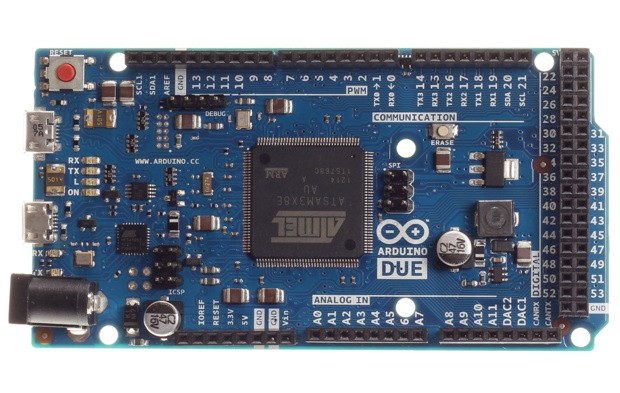 RESET
SCL1
SDA1
AREF
GND
13
12
11
10
9
8
7
6
5
4
3
2
TX0→1
RX0←0
TX3 14
RX3 15
TX2 16
RX2 17
TX1 18
RX1 19
SDA 20
SCL 21
5V
PWM
DEBUG
COMMUNICATION
ERASE
WWW.ARDUINO.CC
RX
TX
L
ON
SPI
ARM
AU
ATSAM3X8E
ATMEL
ARDUINO
DUE
ICSP
22
24
26
28
30
32
34
36
38
40
42
44
46
48
50
52
31
33
35
37
39
41
43
45
47
49
51
53
GND
DIGITAL
ANALOG IN
IOREF
RESET
3.3V
5V
GND
GND
Vin
A0
A1
A2
A3
A4
A5
6
A7
A8
A9
A10
A11
DAC2
DAC1
CANRX
CANTX